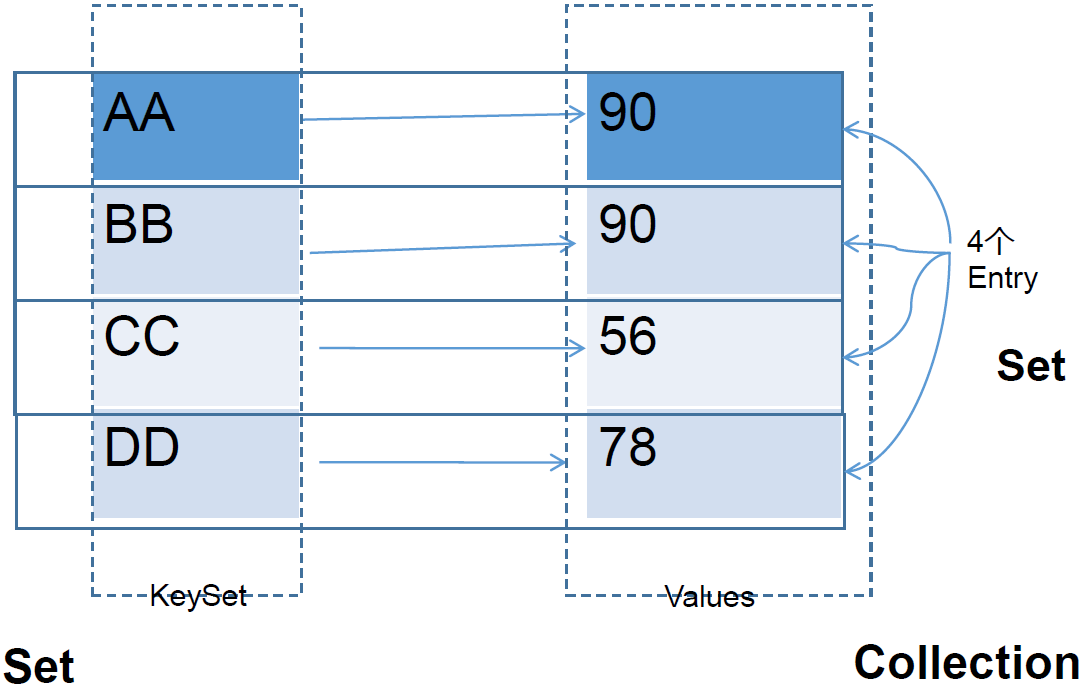 AA
90
BB
90
4个
Entry
CC
56
Set
DD
78
KeySet
Values
Set
Collection